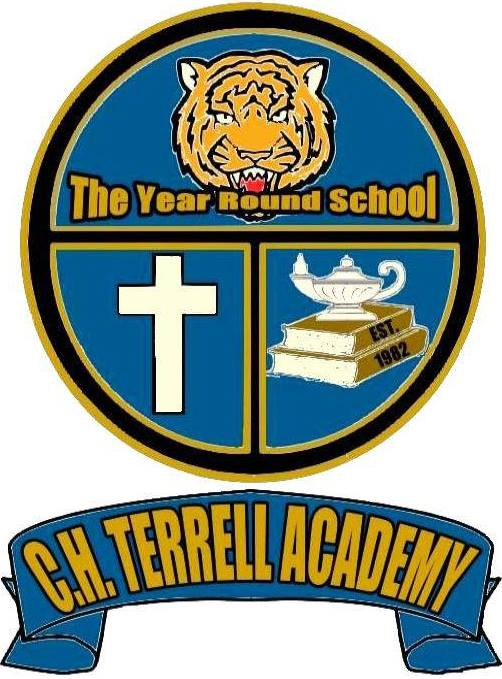 The Year Round School
EST.
1982
C.H. TERRELL ACADEMY